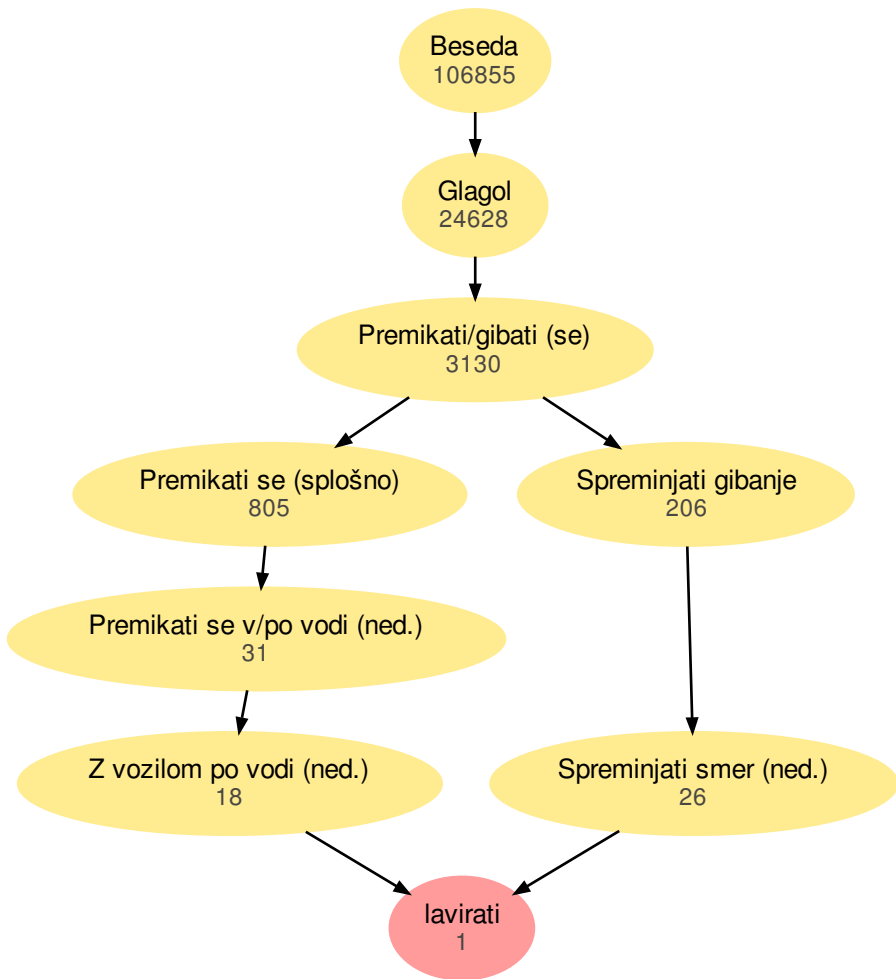 Beseda
106855
Glagol
24628
Premikati/gibati (se)
3130
Premikati se (splošno)
805
Spreminjati gibanje
206
Premikati se v/po vodi (ned.)
31
Z vozilom po vodi (ned.)
18
Spreminjati smer (ned.)
26
lavirati
1